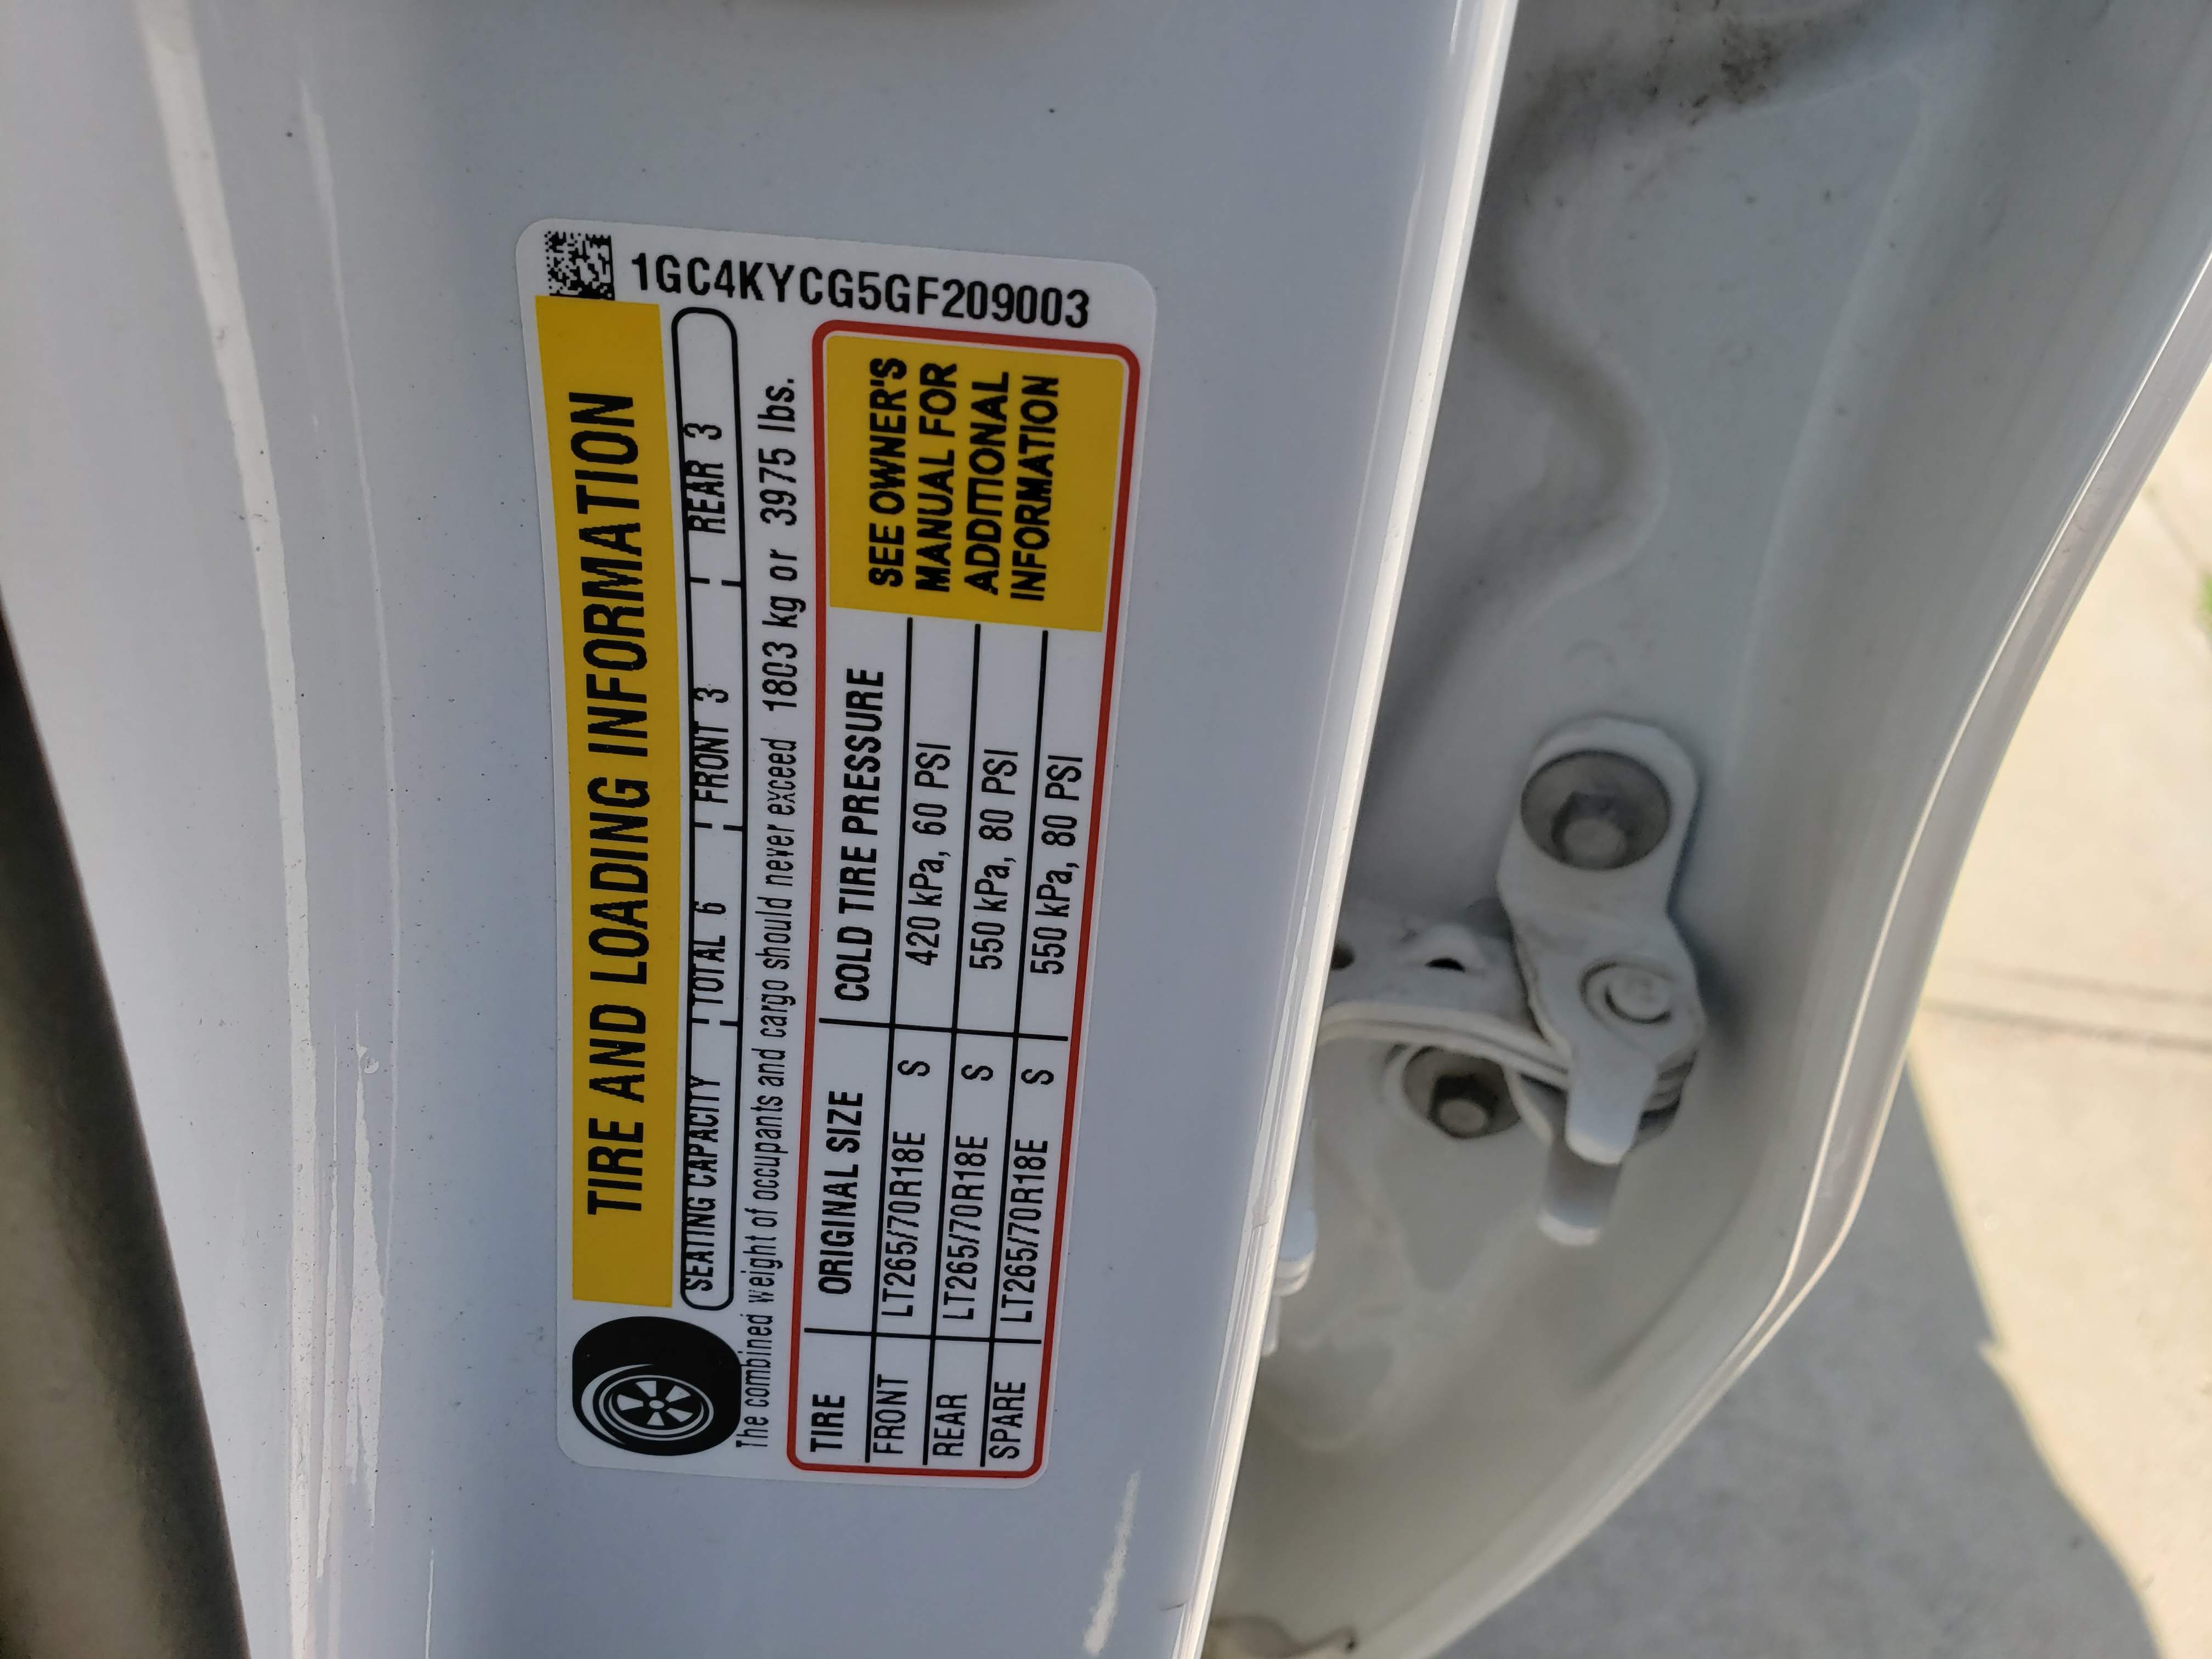 1GC4KYCG5GF209003
TIRE AND LOADING INFORMATION
SEATING CAPACITY TOTAL 6 FRONT 3 REAR 3
The combined weight of occupants and cargo should never exceed 1803 kg or 3975 lbs.
TIRE ORIGINAL SIZE COLD TIRE PRESSURE
FRONT LT265/70R18E S 420 kPa, 60 PSI
REAR LT265/70R18E S 550 kPa, 80 PSI
SPARE LT265/70R18E S 550 kPa, 80 PSI
SEE OWNER'S
MANUAL FOR
ADDITIONAL
INFORMATION